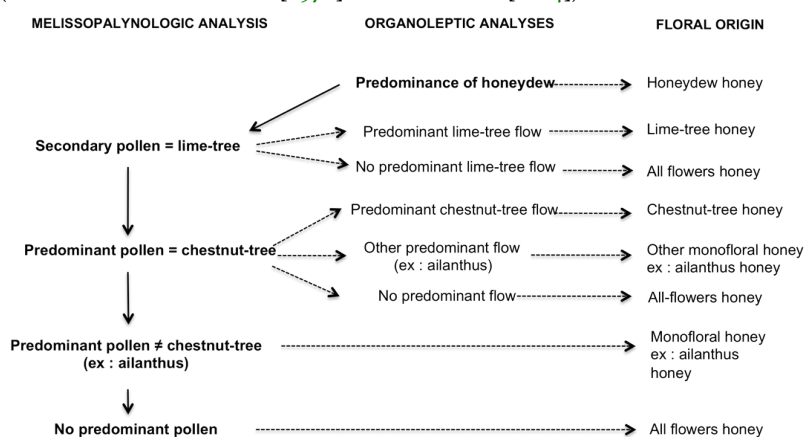 MELISSOPALYNOLOGIC ANALYSIS ORGANOLEPTIC ANALYSES FLORAL ORIGIN
Predominance of honeydew Honeydew honey
Predominant lime-tree flow Lime-tree honey
Secondary pollen = lime-tree
No predominant lime-tree flow All flowers honey
Predominant chestnut-tree flow Chestnut-tree honey
Predominant pollen = chestnut-tree Other predominant flow Other monofloral honey
(ex : ailanthus) ex : ailanthus honey
No predominant flow All-flowers honey
Predominant pollen ≠ chestnut-tree Monofloral honey
(ex : ailanthus) ex : ailanthus
honey
No predominant pollen All flowers honey